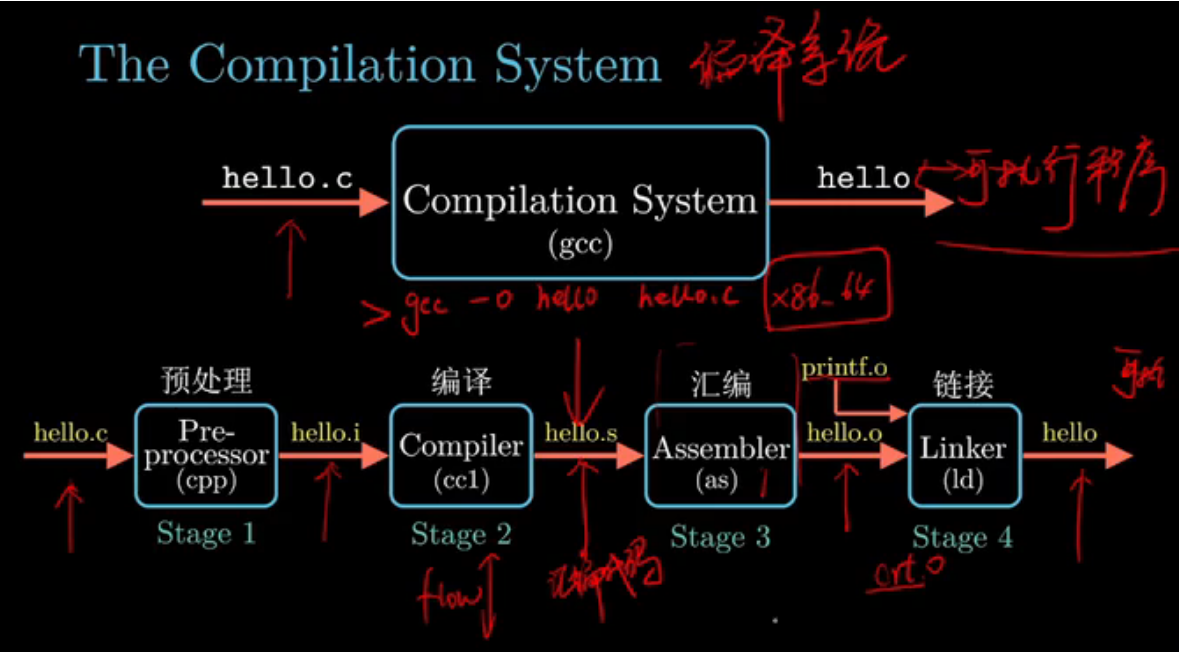 The Compilation System 编译系统
hello.c
Compilation System
(gcc)
hello
可执行程序
> gcc -o hello hello.c x86_64
预处理
编译
汇编
printf.o
链接
可执
hello.c
Pre-
processor
(cpp)
hello.i
Compiler
(cc1)
hello.s
Assembler
(as)
hello.o
Linker
(ld)
hello
Stage 1
Stage 2
Stage 3
Stage 4
flow
汇编代码
crt.o